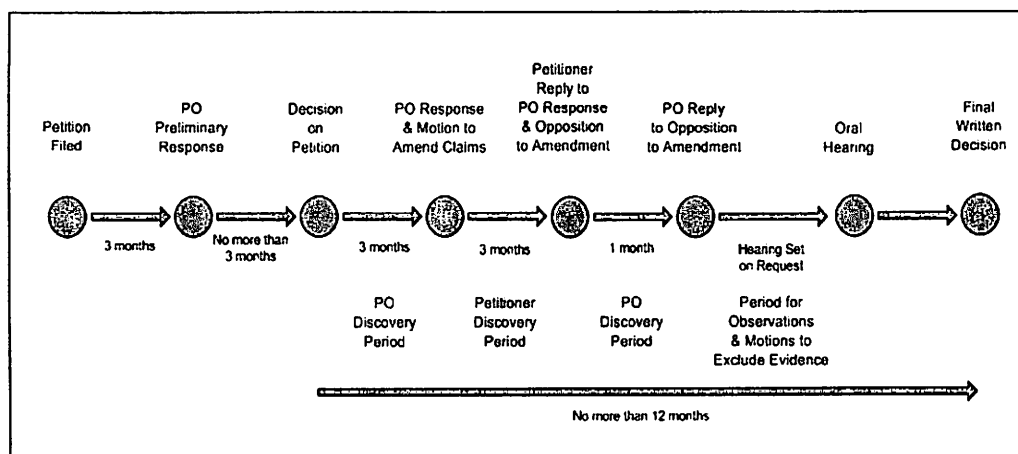 Petition
Filed
PO
Preliminary
Response
Decision
on
Petition
PO Response
& Motion to
Amend Claims
Petitioner
Reply to
PO Response
& Opposition
to Amendment
PO Reply
to Opposition
to Amendment
Oral
Hearing
Final
Written
Decision
3 months
No more than
3 months
3 months
3 months
1 month
Hearing Set
on Request
PO
Discovery
Period
Petitioner
Discovery
Period
PO
Discovery
Period
Period for
Observations
& Motions to
Exclude Evidence
No more than 12 months